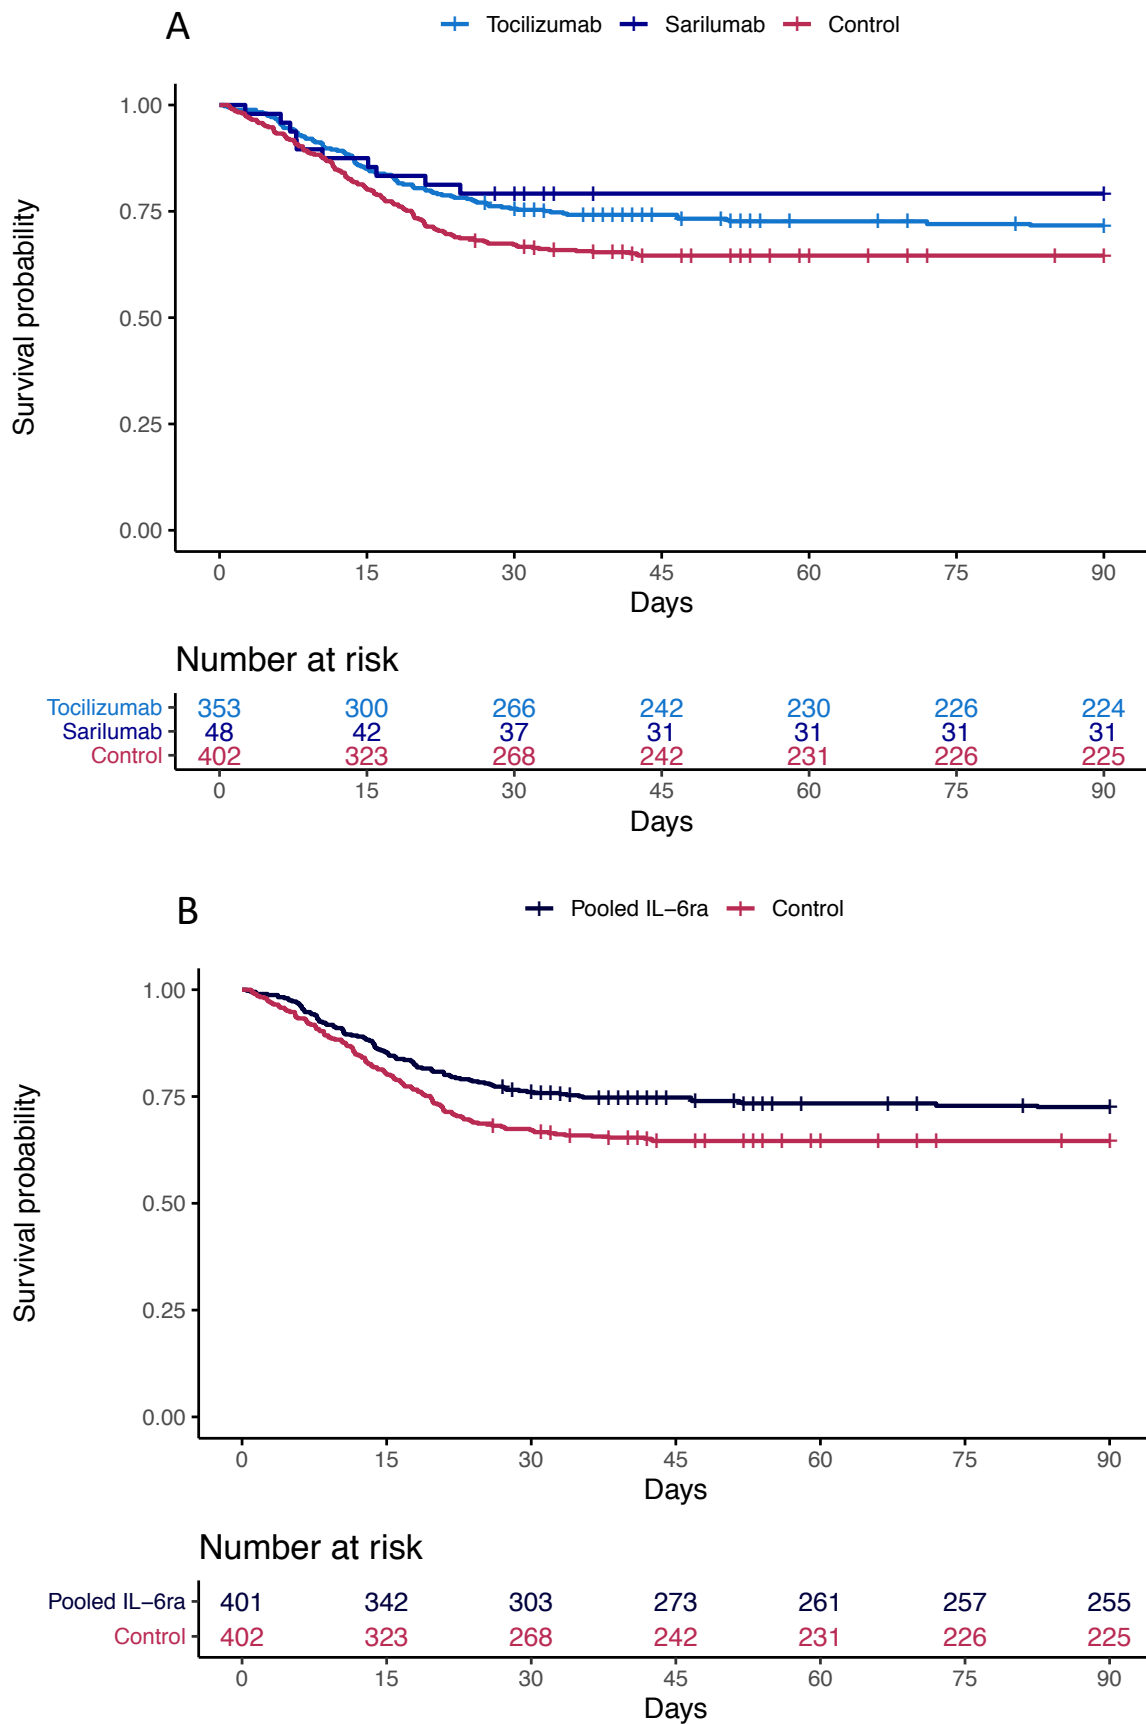 A
Tocilizumab Sarilumab Control
1.00
0.75
0.50
0.25
0.00
Survival probability
0 15 30 45 60 75 90
Days
Number at risk
Tocilizumab 353 300 266 242 230 226 224
Sarilumab 48 42 37 31 31 31 31
Control 402 323 268 242 231 226 225
0 15 30 45 60 75 90
Days
B
Pooled IL−6ra Control
1.00
0.75
0.50
0.25
0.00
Survival probability
0 15 30 45 60 75 90
Days
Number at risk
Pooled IL−6ra 401 342 303 273 261 257 255
Control 402 323 268 242 231 226 225
0 15 30 45 60 75 90
Days